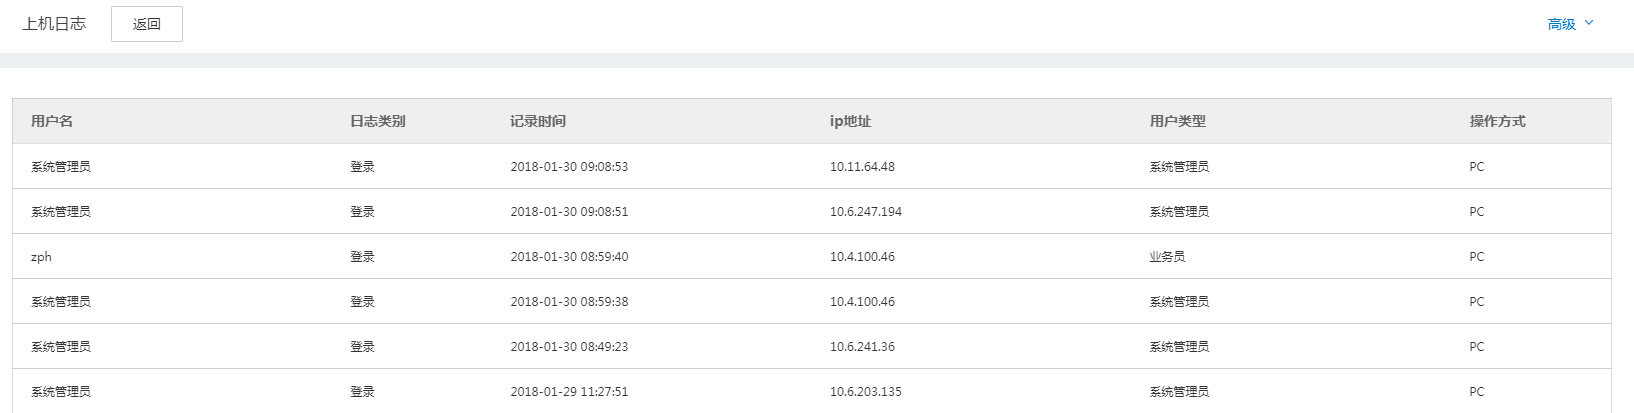 上机日志 返回 高级
用户名 日志类别 记录时间 ip地址 用户类型 操作方式
系统管理员 登录 2018-01-30 09:08:53 10.11.64.48 系统管理员 PC
系统管理员 登录 2018-01-30 09:08:51 10.6.247.194 系统管理员 PC
zph 登录 2018-01-30 08:59:40 10.4.100.46 业务员 PC
系统管理员 登录 2018-01-30 08:59:38 10.4.100.46 系统管理员 PC
系统管理员 登录 2018-01-30 08:49:23 10.6.241.36 系统管理员 PC
系统管理员 登录 2018-01-29 11:27:51 10.6.203.135 系统管理员 PC